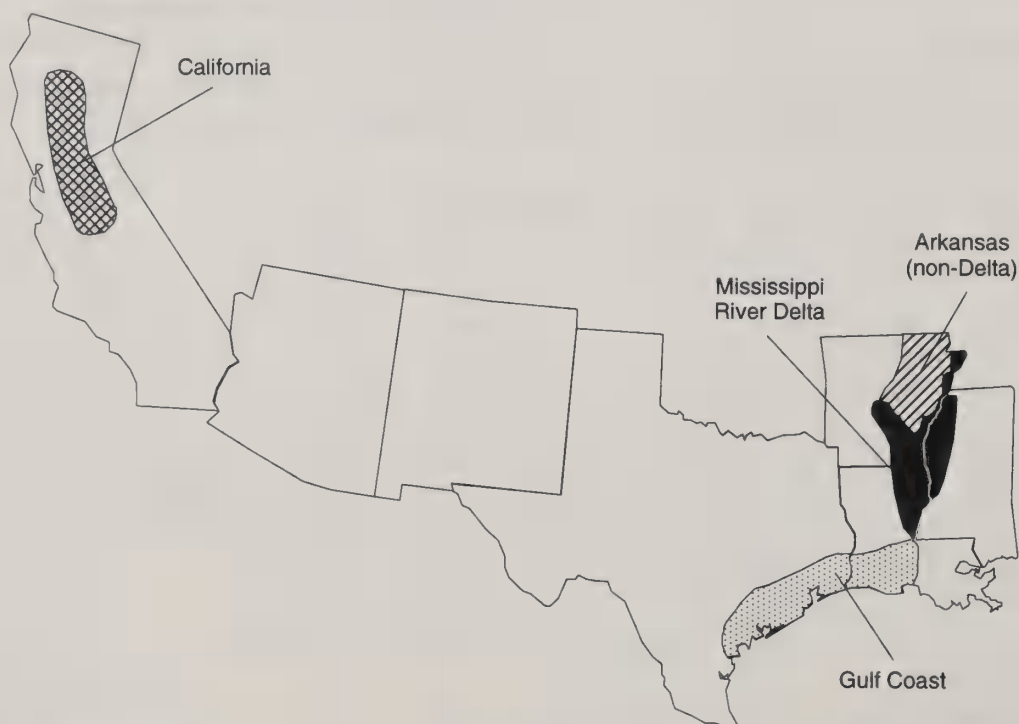 California
Arkansas
(non-Delta)
Mississippi
River Delta
Gulf Coast